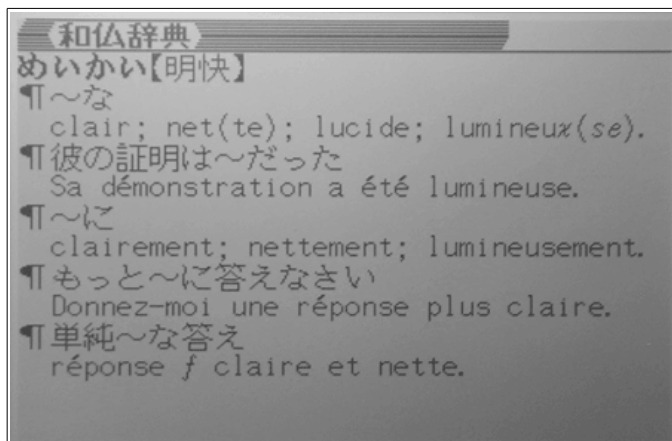 和仏辞典
めいかい【明快】
¶～な
clair; net(te); lucide; lumineux(se).
¶彼の証明は～だった
Sa démonstration a été lumineuse.
¶～に
clairement; nettement; lumineusement.
¶もっと～に答えなさい
Donnez-moi une réponse plus claire.
¶単純～な答え
réponse f claire et nette.